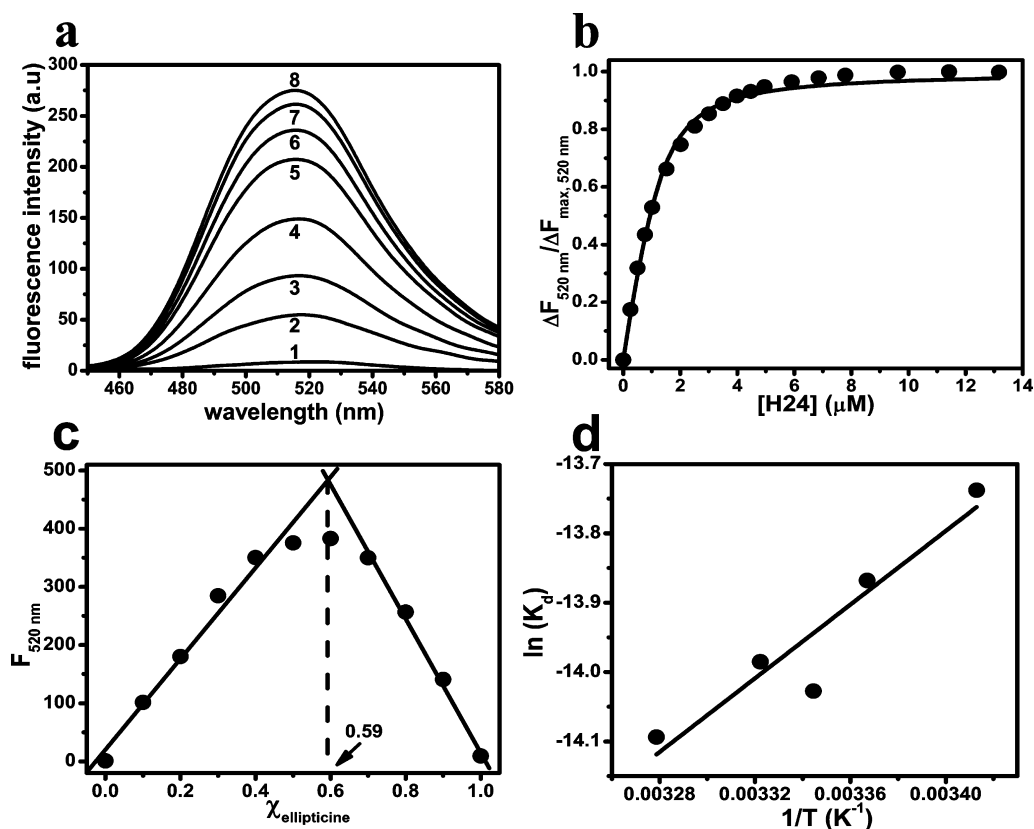 a
fluorescence intensity (a.u)
300
250
200
150
100
50
0
8
7
6
5
4
3
2
1
460 480 500 520 540 560 580
wavelength (nm)
b
ΔF520 nm/ΔFmax, 520 nm
1.0
0.8
0.6
0.4
0.2
0.0
0 2 4 6 8 10 12 14
[H24] (μM)
c
F520 nm
500
400
300
200
100
0
0.59
0.0 0.2 0.4 0.6 0.8 1.0
χellipticine
d
ln (Kd)
-13.7
-13.8
-13.9
-14.0
-14.1
0.00328 0.00332 0.00336 0.00340
1/T (K-1)